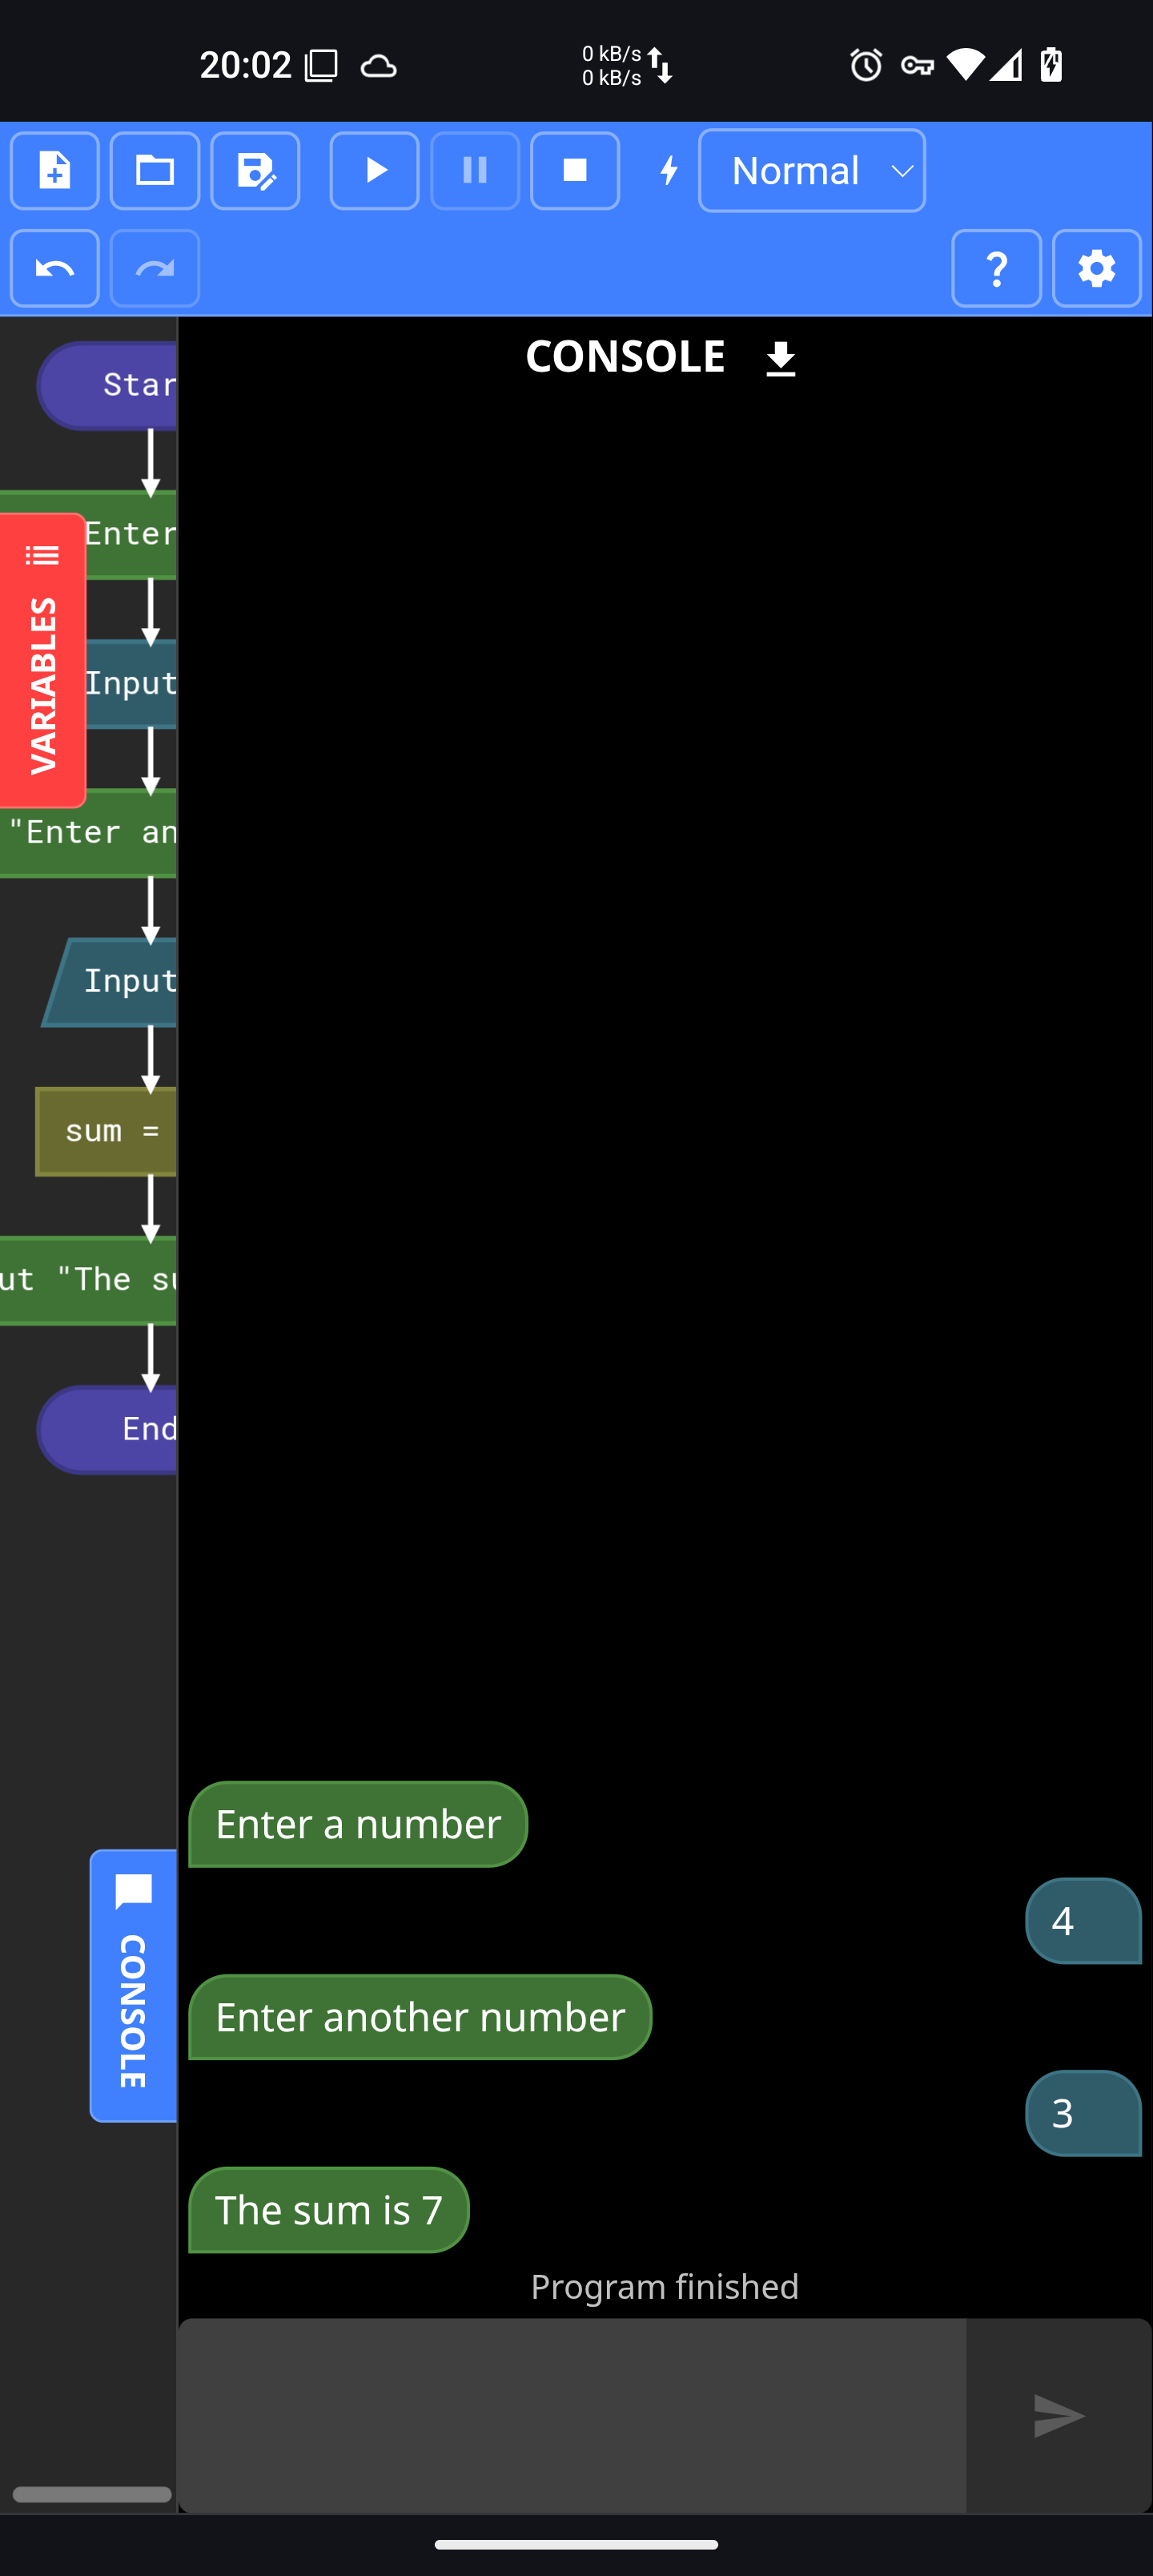 20:02
0 kB/s
0 kB/s
Normal
?
CONSOLE
Star
Enter
VARIABLES
Input
"Enter an
Input
sum =
ut "The su
End
Enter a number
4
CONSOLE
Enter another number
3
The sum is 7
Program finished